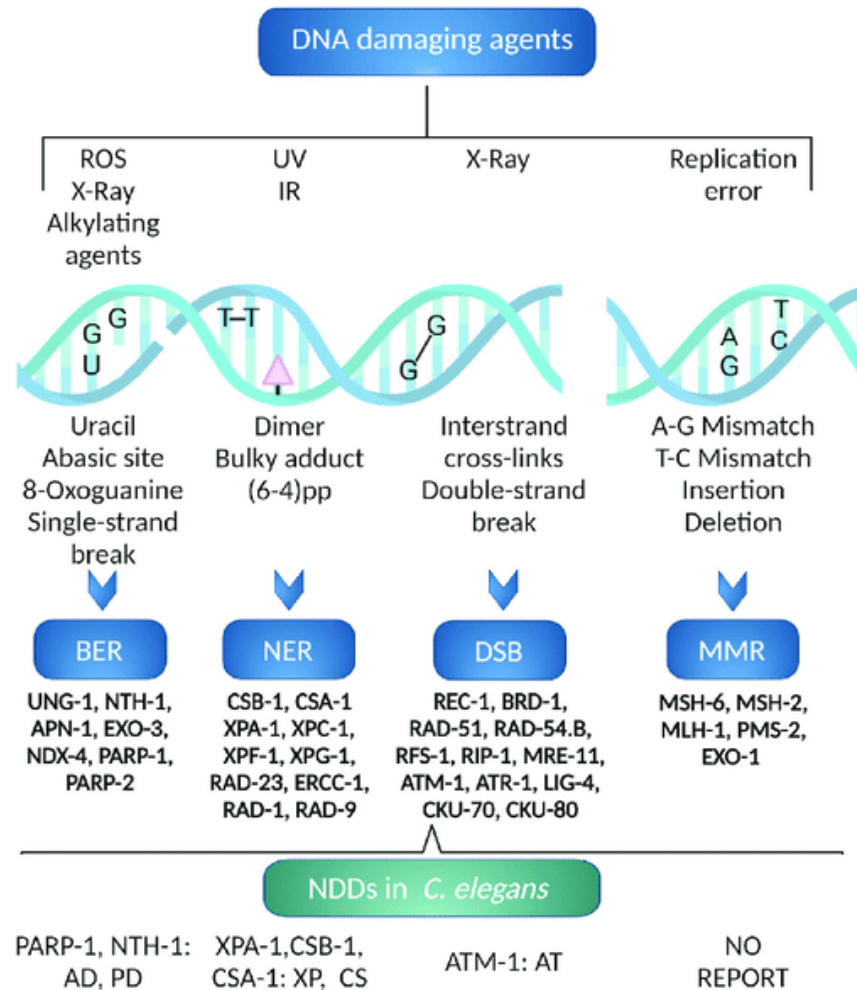 DNA damaging agents
ROS
X-Ray
Alkylating
agents
UV
IR
X-Ray
Replication
error
G G
U
T-T
G
G
A
G
T
C
Uracil
Abasic site
8-Oxoguanine
Single-strand
break
Dimer
Bulky adduct
(6-4)pp
Interstrand
cross-links
Double-strand
break
A-G Mismatch
T-C Mismatch
Insertion
Deletion
BER
UNG-1, NTH-1,
APN-1, EXO-3,
NDX-4, PARP-1,
PARP-2
NER
CSB-1, CSA-1
XPA-1, XPC-1,
XPF-1, XPG-1,
RAD-23, ERCC-1,
RAD-1, RAD-9
DSB
REC-1, BRD-1,
RAD-51, RAD-54.B,
RFS-1, RIP-1, MRE-11,
ATM-1, ATR-1, LIG-4,
CKU-70, CKU-80
MMR
MSH-6, MSH-2,
MLH-1, PMS-2,
EXO-1
NDDs in C. elegans
PARP-1, NTH-1:
AD, PD
XPA-1,CSB-1,
CSA-1: XP, CS
ATM-1: AT
NO
REPORT